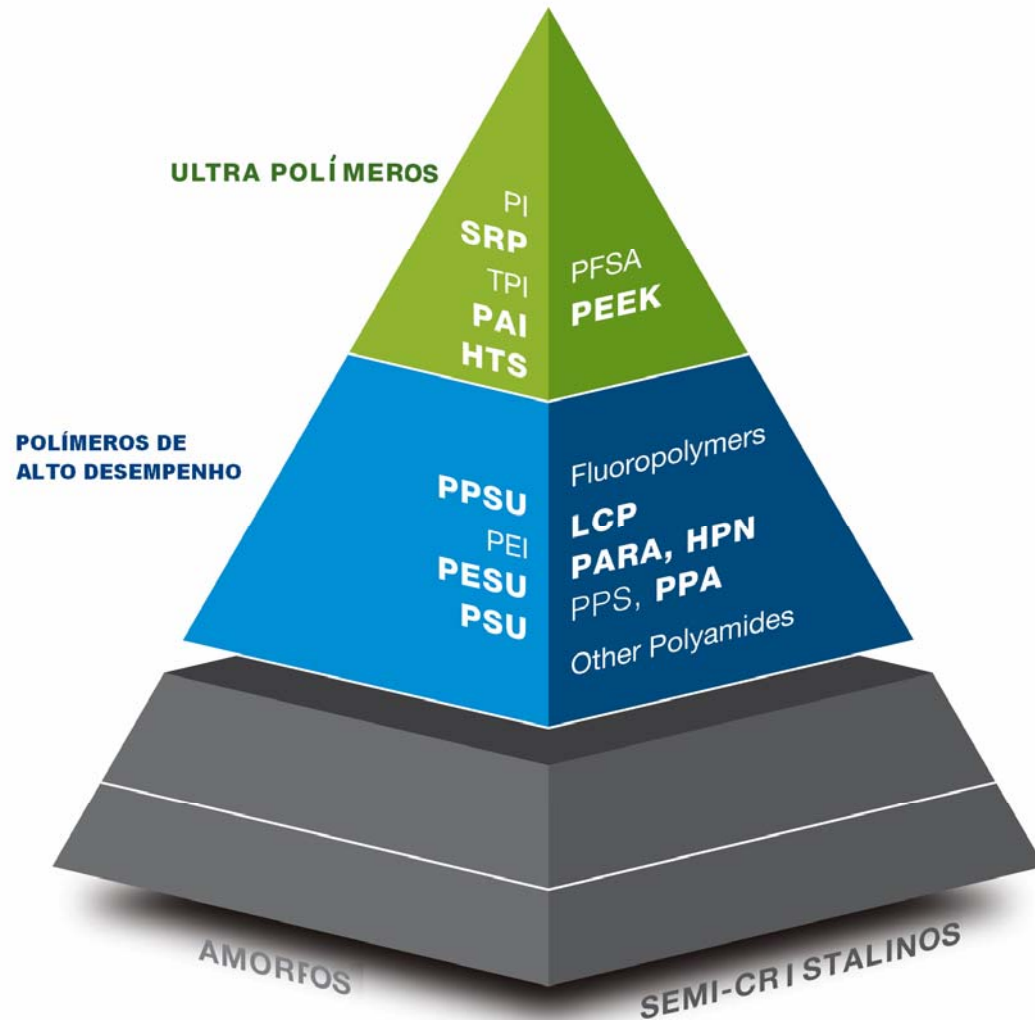 ULTRA POLÍMEROS
PI
SRP
TPI
PAI
HTS
PFSA
PEEK
POLÍMEROS DE
ALTO DESEMPENHO
PPSU
PEI
PESU
PSU
Fluoropolymers
LCP
PARA, HPN
PPS, PPA
Other Polyamides
AMORFOS
SEMI-CRISTALINOS